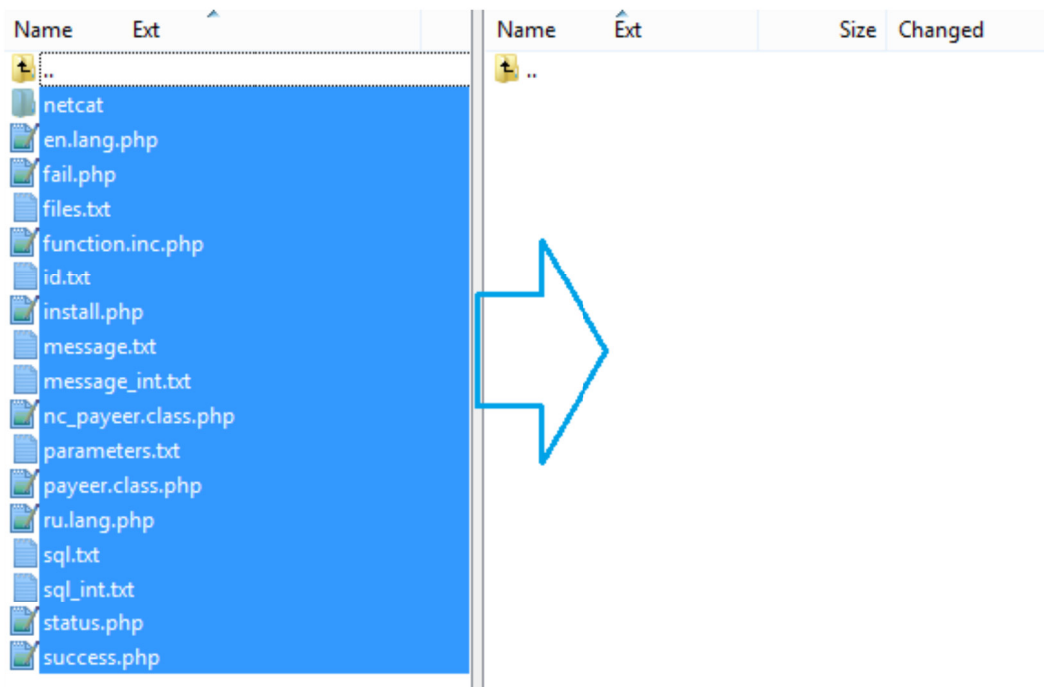 Name Ext Name Ext Size Changed
.. ..
netcat
en.lang.php
fail.php
files.txt
function.inc.php
id.txt
install.php
message.txt
message_int.txt
nc_payeer.class.php
parameters.txt
payeer.class.php
ru.lang.php
sql.txt
sql_int.txt
status.php
success.php